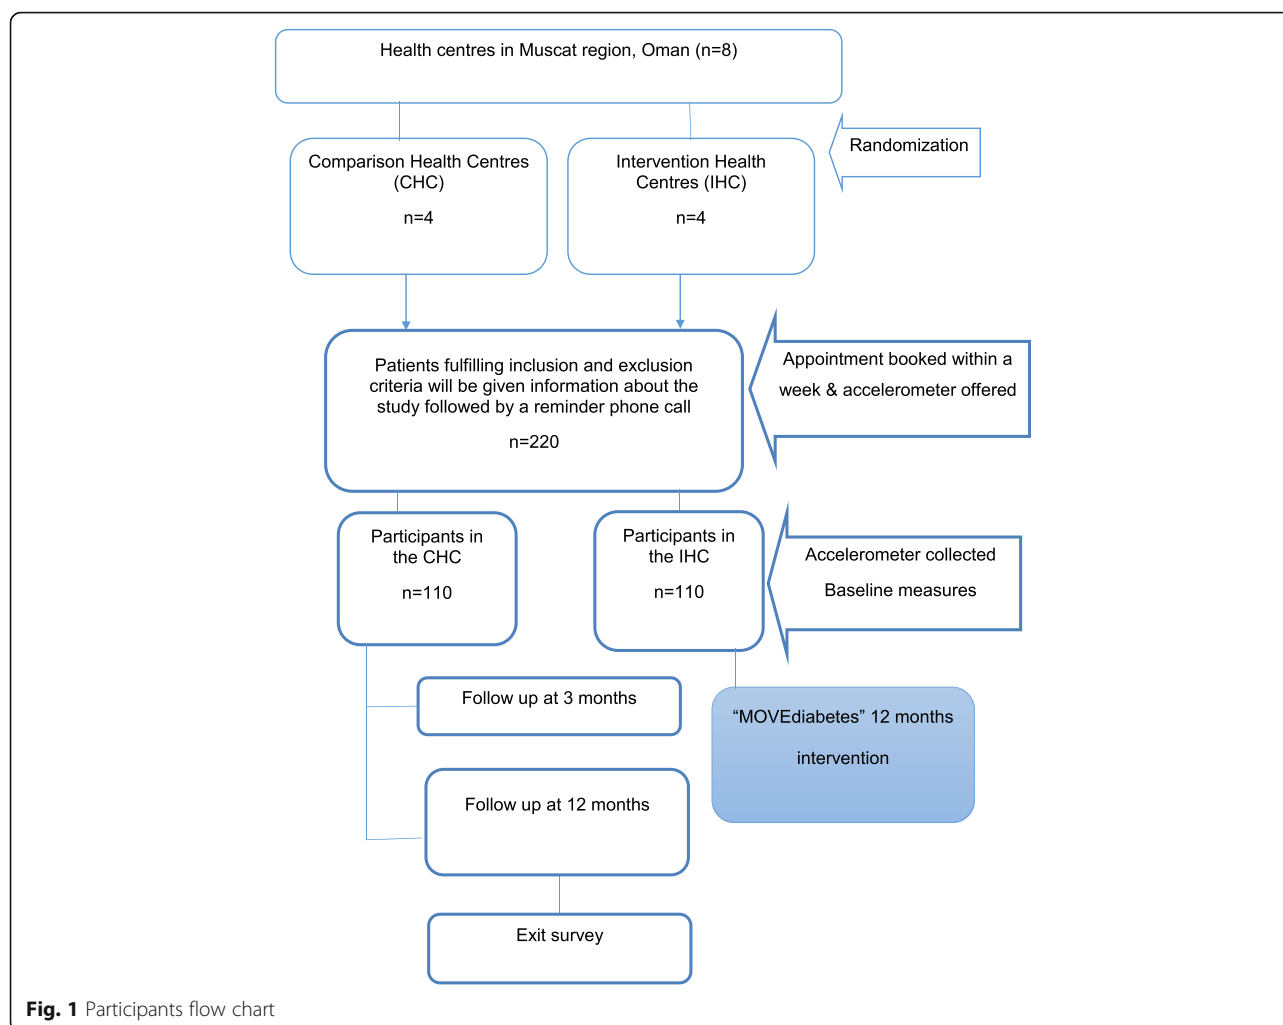 Health centres in Muscat region, Oman (n=8)
Randomization
Comparison Health Centres
(CHC)
n=4
Intervention Health
Centres (IHC)
n=4
Patients fulfilling inclusion and exclusion
criteria will be given information about the
study followed by a reminder phone call
n=220
Appointment booked within a
week & accelerometer offered
Participants in
the CHC
n=110
Participants in
the IHC
n=110
Accelerometer collected
Baseline measures
Follow up at 3 months
“MOVEdiabetes” 12 months
intervention
Follow up at 12 months
Exit survey
Fig. 1 Participants flow chart